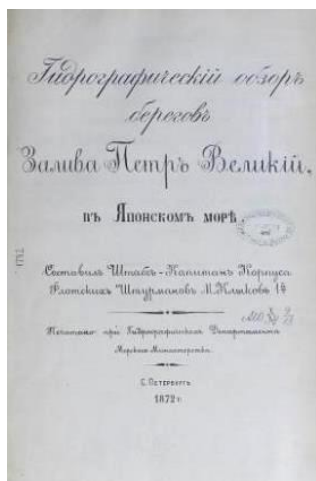 Гидрографическій обзоръ
береговъ
Залива Петръ Великій,
въ Японскомъ морѣ
Составилъ Штабсъ-Капитанъ Корпуса
Флотскихъ Штурмановъ М. Клыковъ 1й
Печатано при Гидрографическомъ Департаментѣ
Морскаго Министерства.
С. Петербургъ
1872 г.